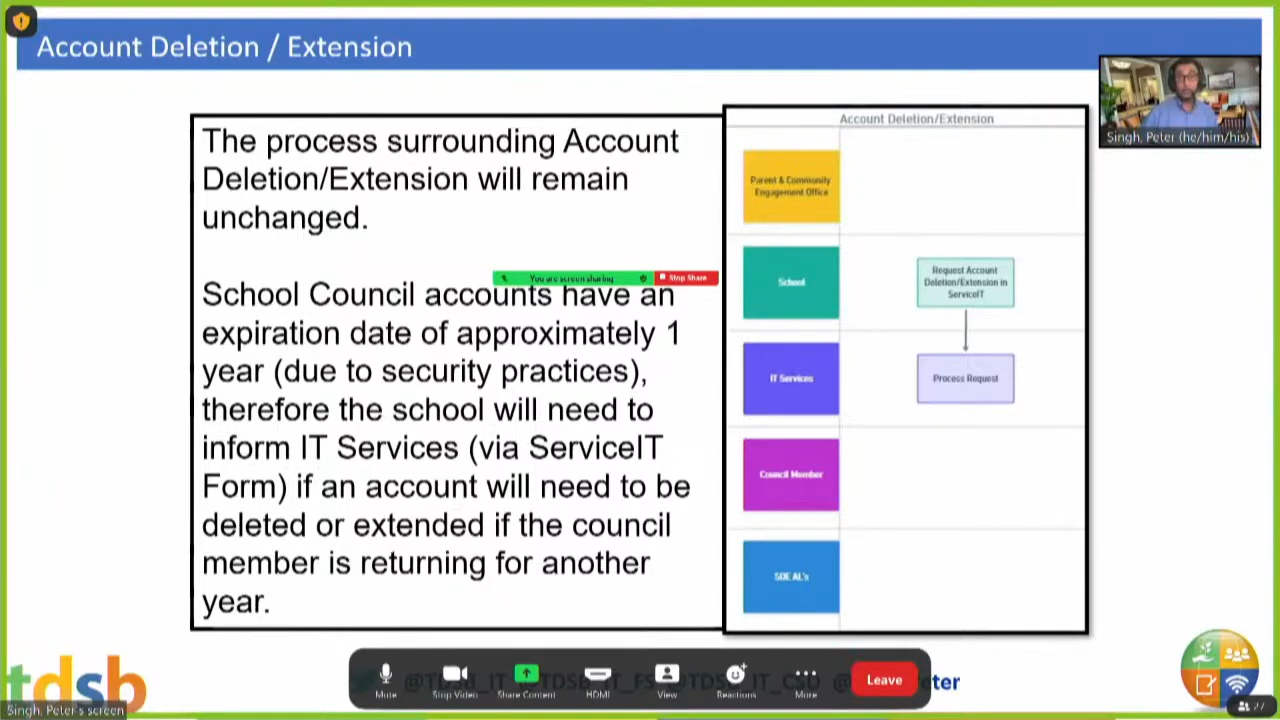 Account Deletion / Extension
The process surrounding Account
Deletion/Extension will remain
unchanged.
You are screen sharing
Stop Share
School Council accounts have an
expiration date of approximately 1
year (due to security practices),
therefore the school will need to
inform IT Services (via ServiceIT
Form) if an account will need to be
deleted or extended if the council
member is returning for another
year.
Account Deletion/Extension
Parent & Community
Engagement Office
School
Request Account
Deletion/Extension in
ServiceIT
IT Services
Process Request
Council Member
SOE AL's
Singh, Peter (he/him/his)
tdsb
Singh, Peter's screen
Mute
Stop Video
Share Content
HDMI
View
Reactions
More
Leave
27